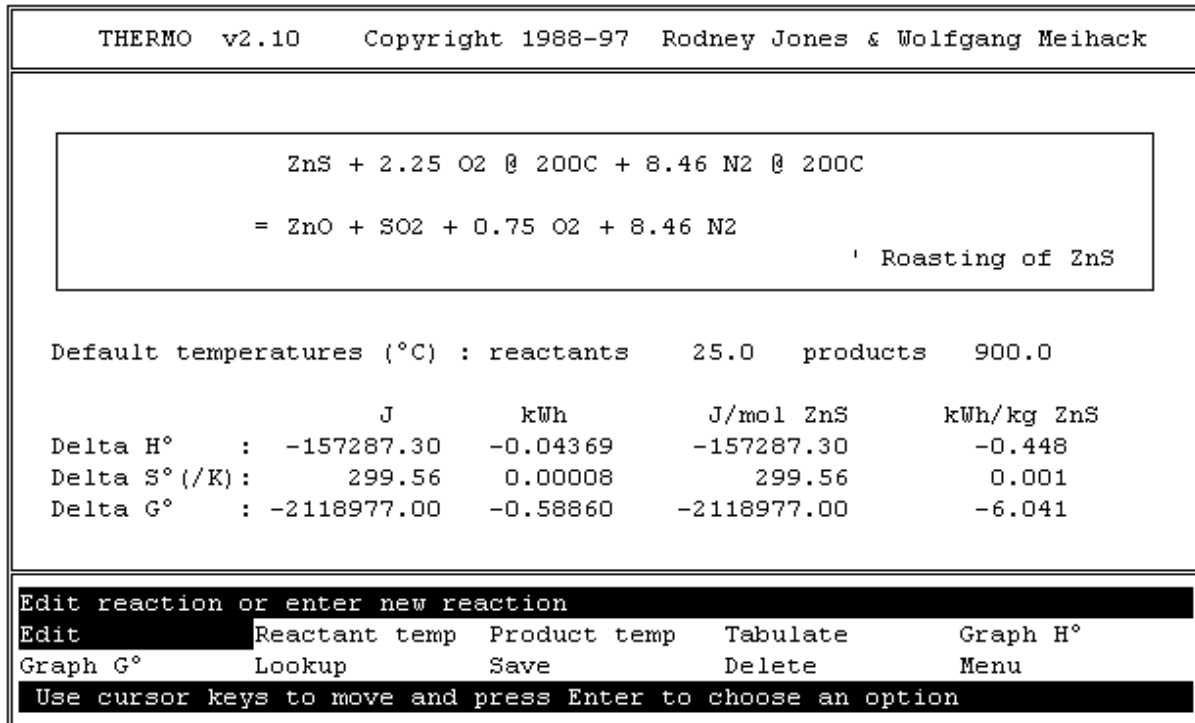 THERMO v2.10 Copyright 1988-97 Rodney Jones & Wolfgang Meihack
ZnS + 2.25 O2 @ 200C + 8.46 N2 @ 200C
= ZnO + SO2 + 0.75 O2 + 8.46 N2
' Roasting of ZnS
Default temperatures (°C) : reactants 25.0 products 900.0
J kWh J/mol ZnS kWh/kg ZnS
Delta H° : -157287.30 -0.04369 -157287.30 -0.448
Delta S°(/K): 299.56 0.00008 299.56 0.001
Delta G° : -2118977.00 -0.58860 -2118977.00 -6.041
Edit reaction or enter new reaction
Edit Reactant temp Product temp Tabulate Graph H°
Graph G° Lookup Save Delete Menu
Use cursor keys to move and press Enter to choose an option